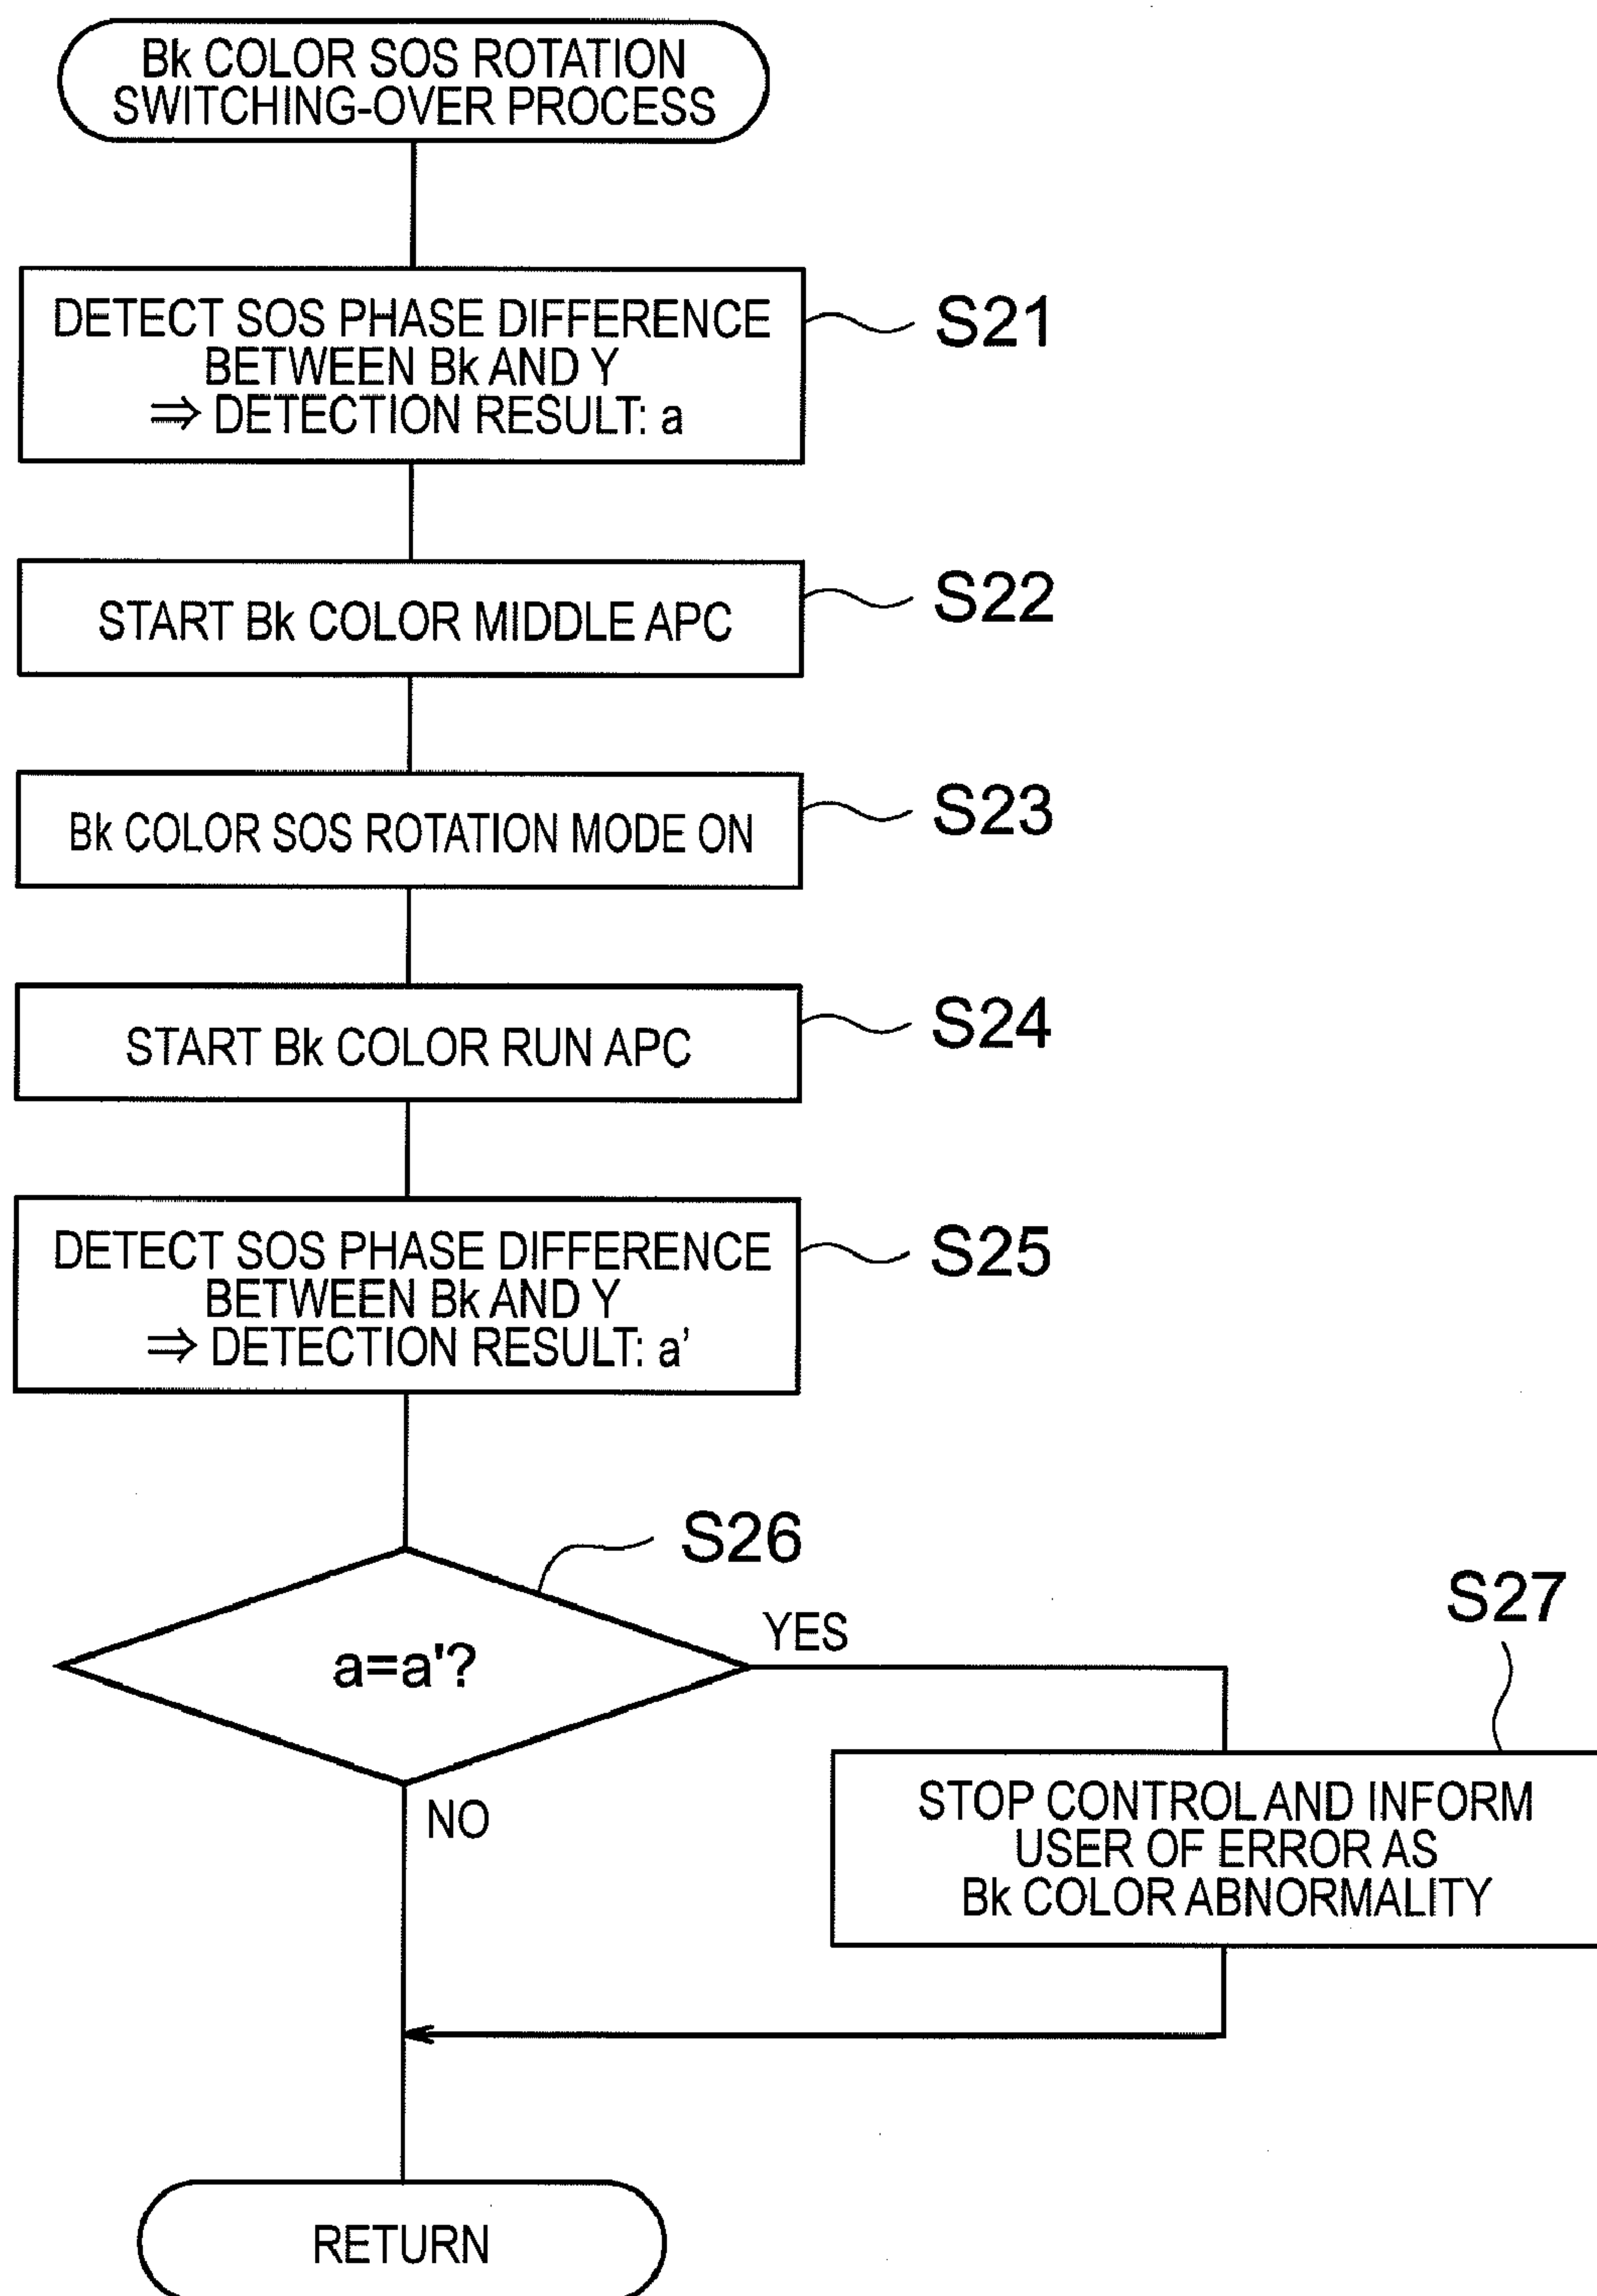 Bk COLOR SOS ROTATION
SWITCHING-OVER PROCESS
DETECT SOS PHASE DIFFERENCE
BETWEEN Bk AND Y
⇒ DETECTION RESULT: a
S21
START Bk COLOR MIDDLE APC
S22
Bk COLOR SOS ROTATION MODE ON
S23
START Bk COLOR RUN APC
S24
DETECT SOS PHASE DIFFERENCE
BETWEEN Bk AND Y
⇒ DETECTION RESULT: a'
S25
S26
a=a'?
YES
NO
S27
STOP CONTROL AND INFORM
USER OF ERROR AS
Bk COLOR ABNORMALITY
RETURN